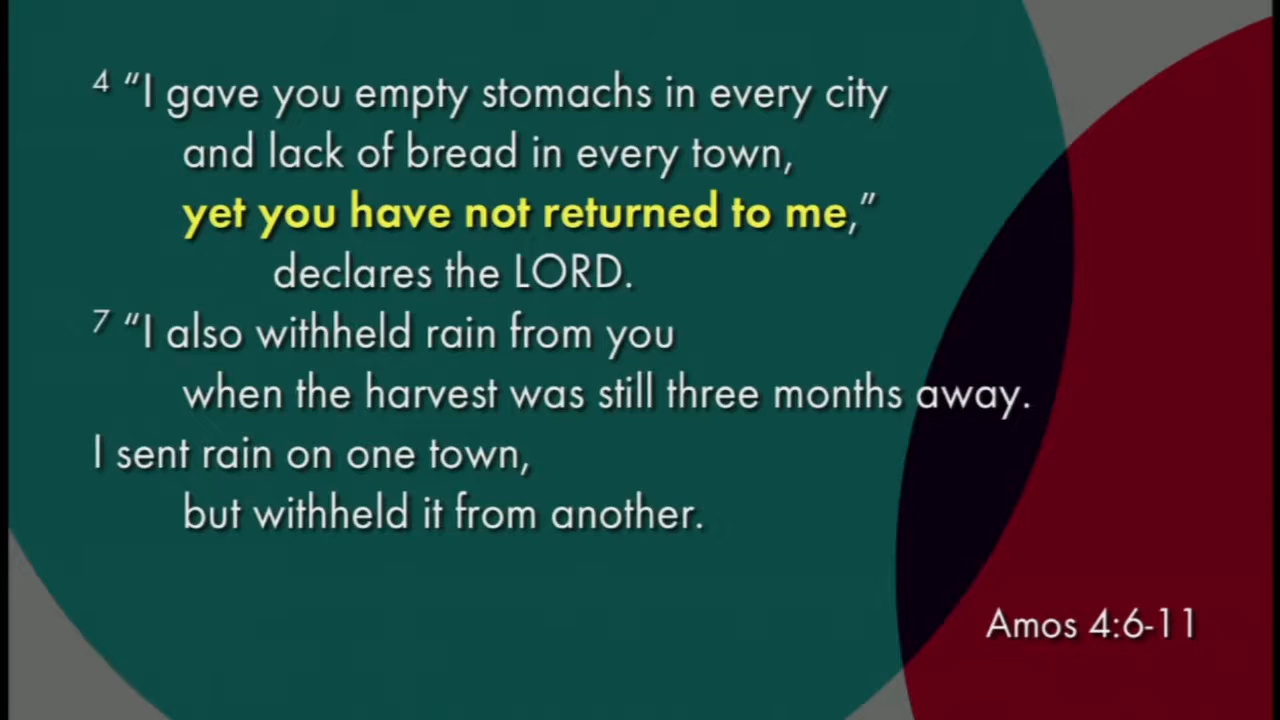 4 “I gave you empty stomachs in every city
and lack of bread in every town,
yet you have not returned to me,”
declares the LORD.
7 “I also withheld rain from you
when the harvest was still three months away.
I sent rain on one town,
but withheld it from another.
Amos 4:6-11